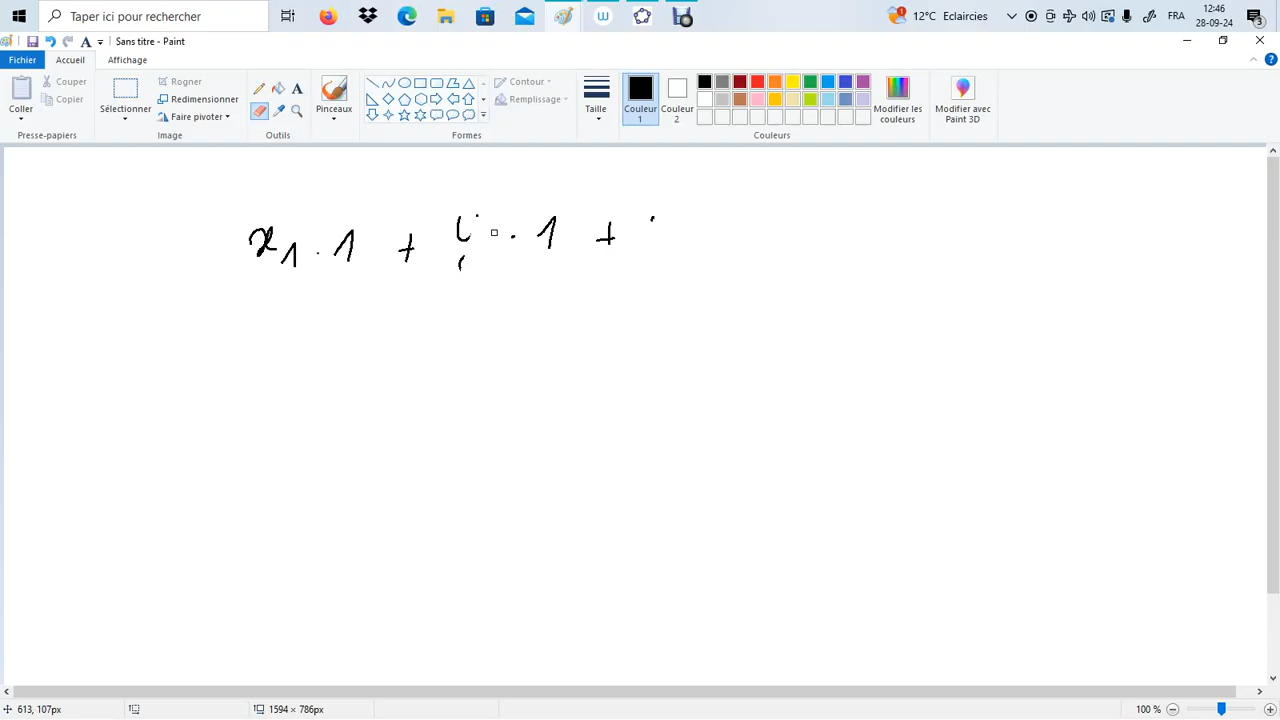 Taper ici pour rechercher
12°C Eclaircies
FRA
12:46
28-09-24
3
Sans titre - Paint
Fichier
Accueil
Affichage
Coller
Couper
Copier
Presse-papiers
Sélectionner
Rogner
Redimensionner
Faire pivoter
Image
Outils
Pinceaux
Contour
Remplissage
Formes
Taille
Couleur 1
Couleur 2
Couleurs
Modifier les couleurs
Modifier avec Paint 3D
x₁ . 1 +
. 1 +
613, 107px
1594 × 786px
100 %